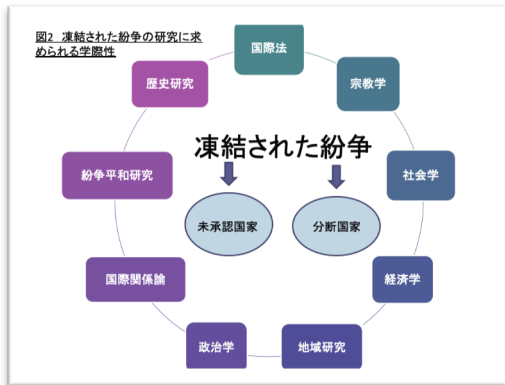 図2 凍結された紛争の研究に求
められる学際性
国際法
宗教学
社会学
経済学
地域研究
政治学
国際関係論
紛争平和研究
歴史研究
凍結された紛争
未承認国家
分断国家